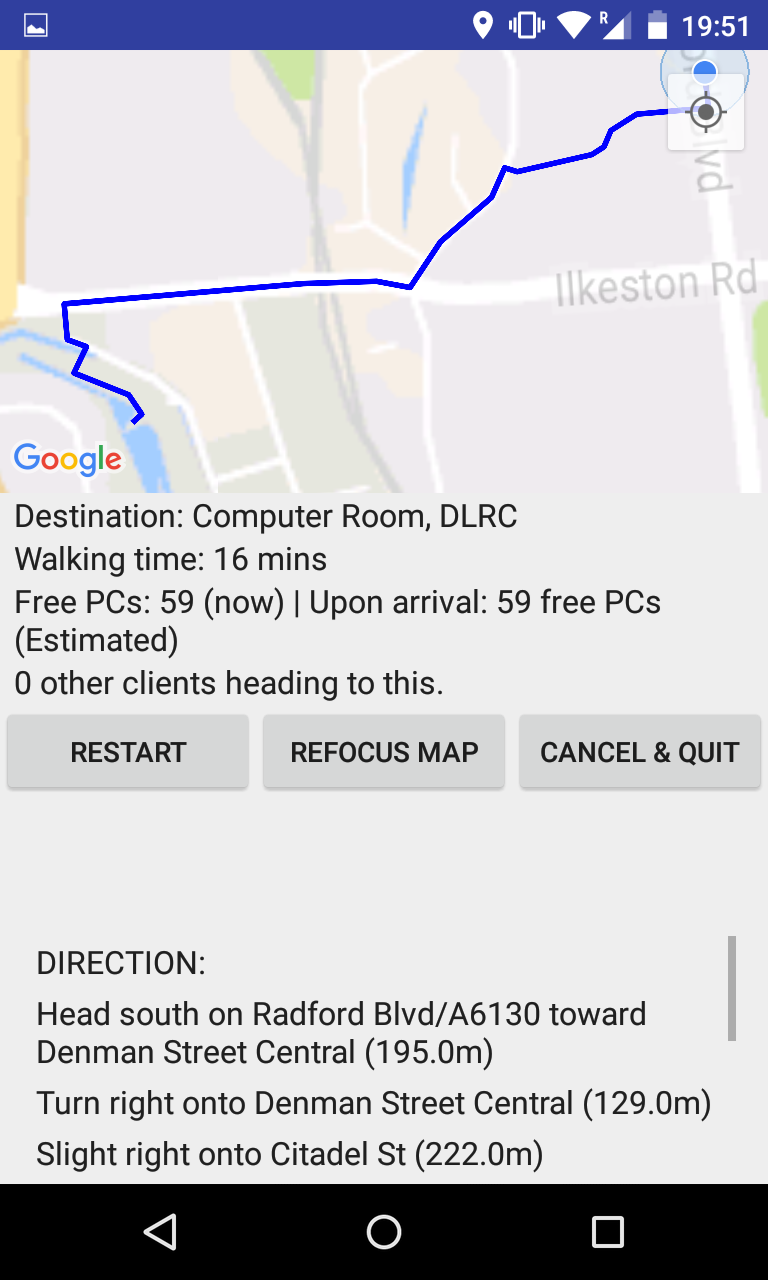 R
19:51
lvd
Ilkeston Rd
Google
Destination: Computer Room, DLRC
Walking time: 16 mins
Free PCs: 59 (now) | Upon arrival: 59 free PCs
(Estimated)
0 other clients heading to this.
RESTART
REFOCUS MAP
CANCEL & QUIT
DIRECTION:
Head south on Radford Blvd/A6130 toward
Denman Street Central (195.0m)
Turn right onto Denman Street Central (129.0m)
Slight right onto Citadel St (222.0m)